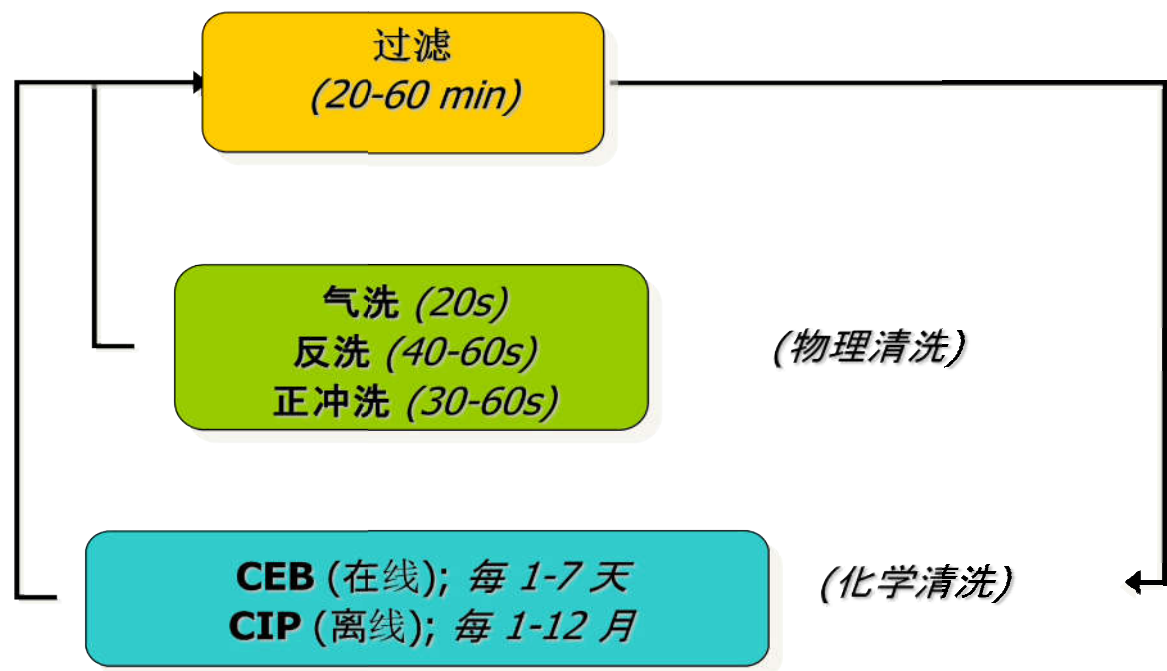 过滤
(20-60 min)
气洗 (20s)
反洗 (40-60s)
(物理清洗)
正冲洗 (30-60s)
CEB (在线); 每 1-7 天
(化学清洗)
CIP (离线); 每 1-12 月